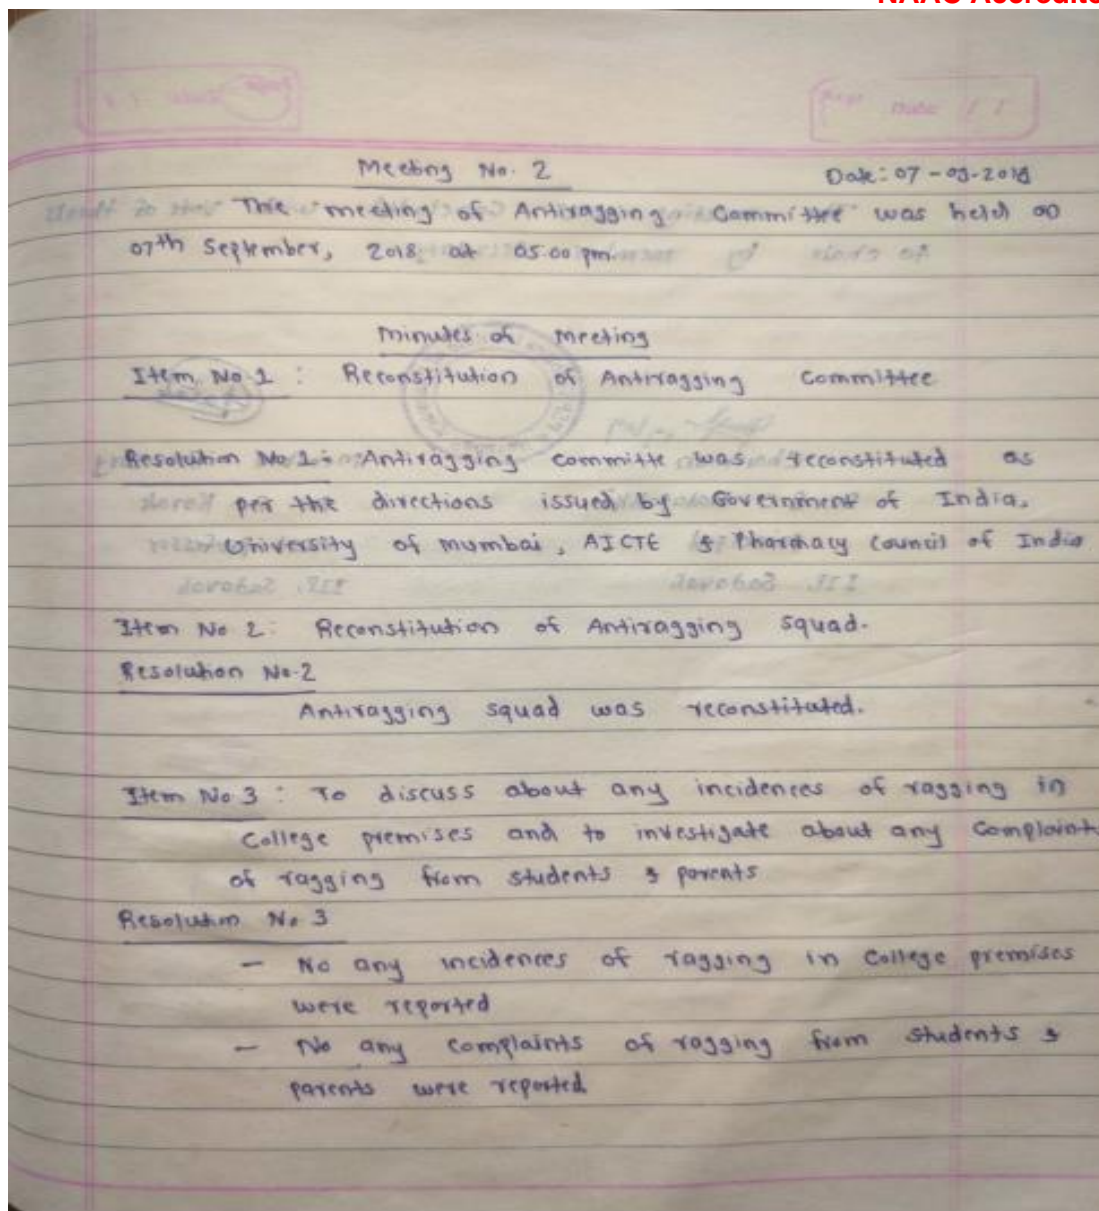 Meeting No. 2 Date: 07-09-2018
The meeting of Antiragging Committee was held on
07th September, 2018 at 05.00 pm.
Minutes of Meeting
Item No 1 : Reconstitution of Antiragging Committee
Resolution No 1 :- Antiragging committe was reconstituted as
per the directions issued by Government of India,
University of Mumbai, AICTE & Pharmacy Council of India
Item No 2 : Reconstitution of Antiragging squad.
Resolution No-2
Antiragging squad was reconstituted.
Item No 3 : To discuss about any incidences of ragging in
College premises and to investigate about any Complaints
of ragging from students & parents
Resolution No 3
- No any incidences of ragging in College premises
were reported
- No any complaints of ragging from students &
parents were reported.